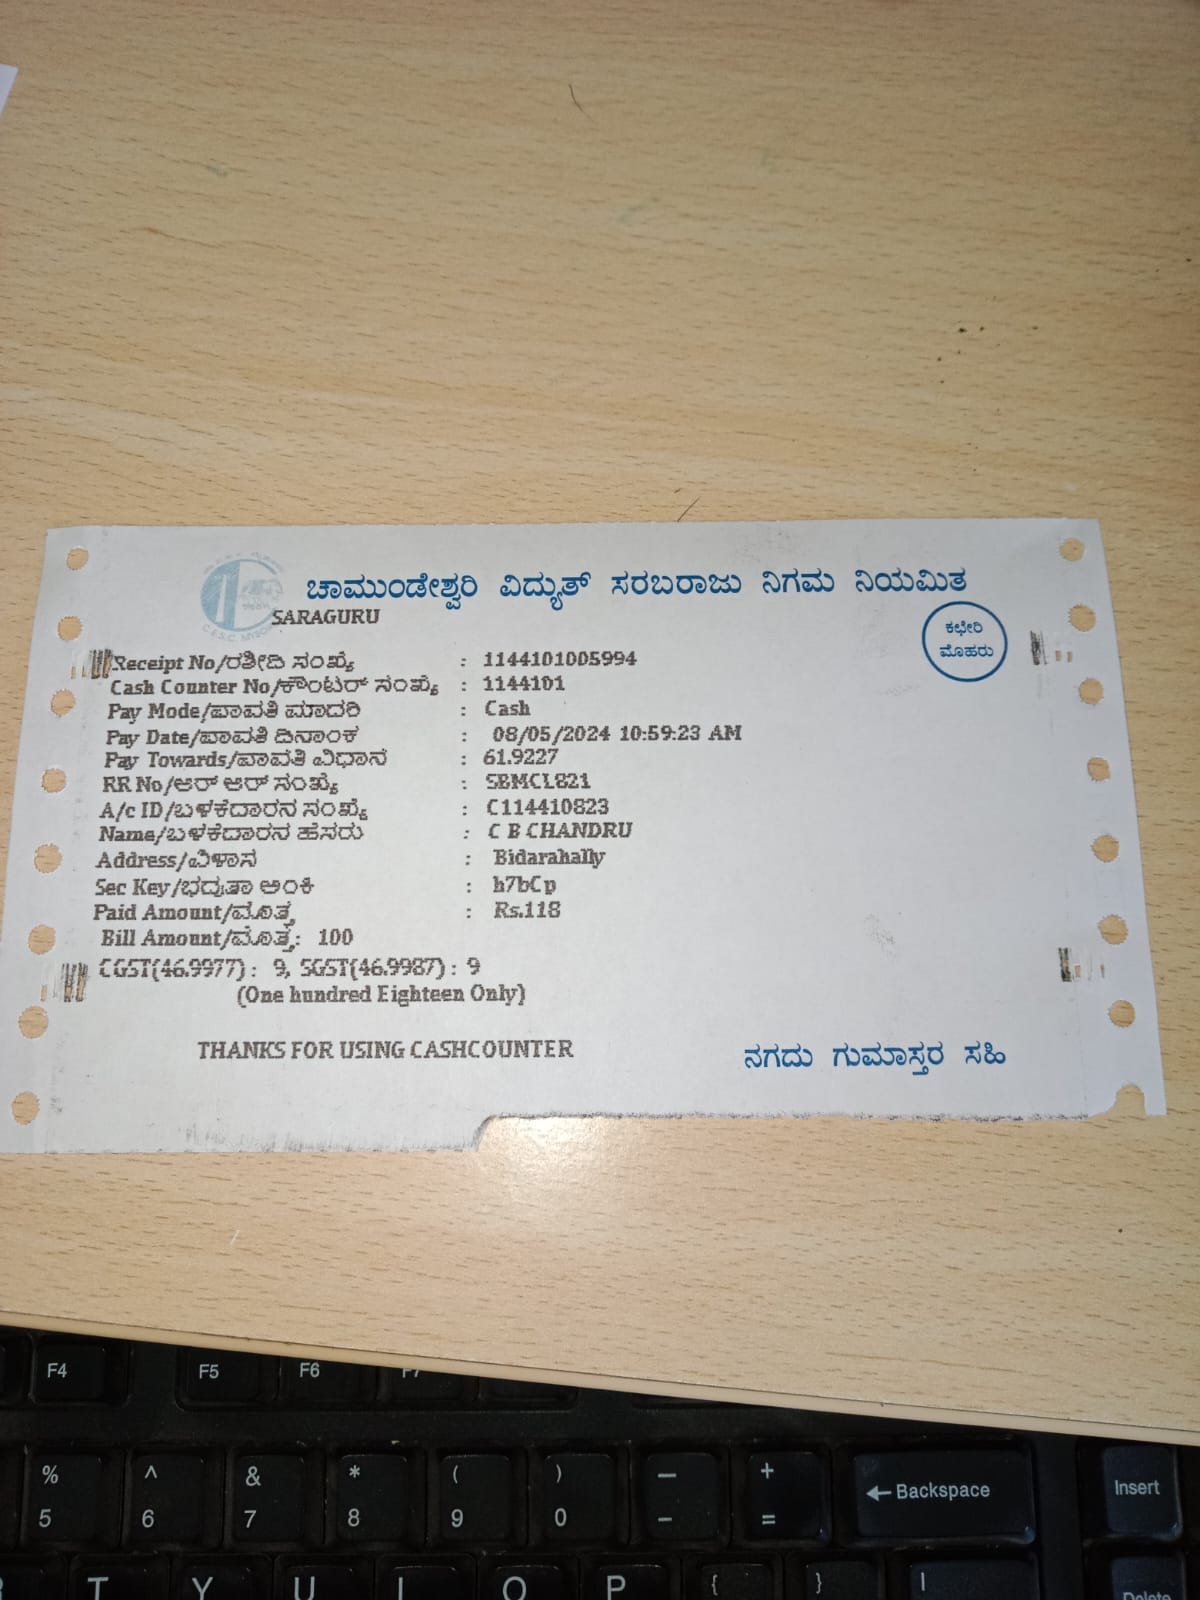 ಚಾಮುಂಡೇಶ್ವರಿ ವಿದ್ಯುತ್ ಸರಬರಾಜು ನಿಗಮ ನಿಯಮಿತ
C.E.S.C. MYSORE
SARAGURU
ಕಛೇರಿ
ಮೊಹರು
Receipt No/ರಶೀದಿ ಸಂಖ್ಯೆ : 1144101005994
Cash Counter No/ಕೌಂಟರ್ ಸಂಖ್ಯೆ : 1144101
Pay Mode/ಪಾವತಿ ಮಾದರಿ : Cash
Pay Date/ಪಾವತಿ ದಿನಾಂಕ : 08/05/2024 10:59:23 AM
Pay Towards/ಪಾವತಿ ವಿಧಾನ : 61.9227
RR No/ಆರ್ ಆರ್ ಸಂಖ್ಯೆ : SBMCL821
A/c ID/ಬಳಕೆದಾರನ ಸಂಖ್ಯೆ : C114410823
Name/ಬಳಕೆದಾರನ ಹೆಸರು : C B CHANDRU
Address/ವಿಳಾಸ : Bidarahally
Sec Key/ಭದ್ರತಾ ಅಂಕಿ : h7bCp
Paid Amount/ಮೊತ್ತ : Rs.118
Bill Amount/ಮೊತ್ತ: 100
CGST(46.9977) : 9, SGST(46.9987) : 9
(One hundred Eighteen Only)
THANKS FOR USING CASHCOUNTER
ನಗದು ಗುಮಾಸ್ತರ ಸಹಿ
F4 F5 F6 F7
% ^ & * ( ) — +
5 6 7 8 9 0 - = ← Backspace Insert
T Y U I O P { } | Delete